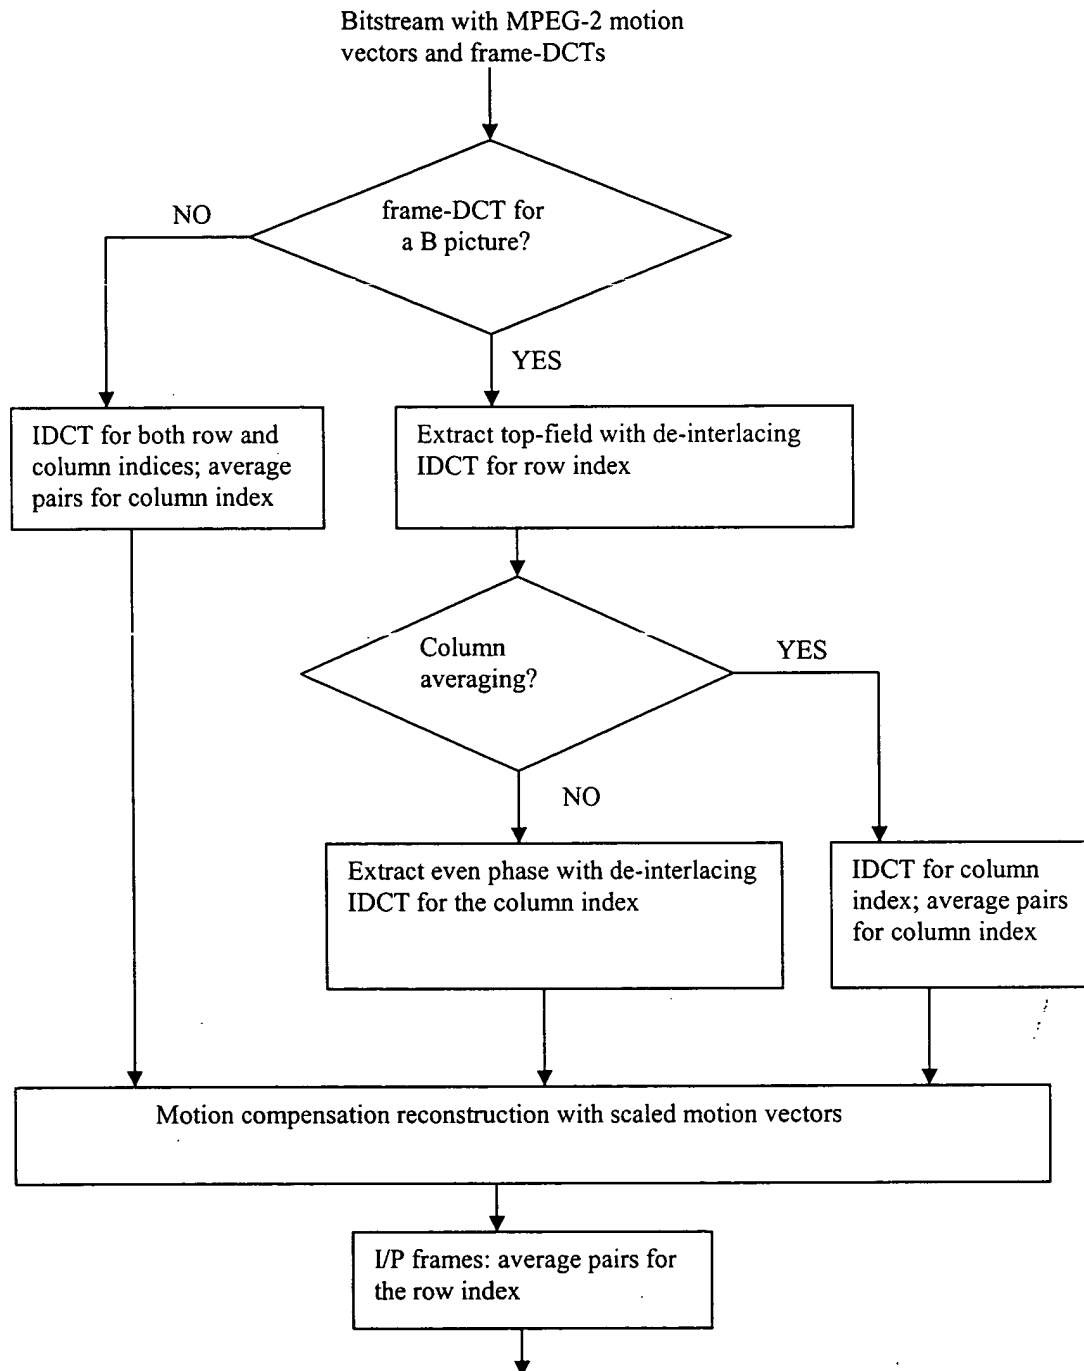 Bitstream with MPEG-2 motion
vectors and frame-DCTs
NO
frame-DCT for
a B picture?
YES
IDCT for both row and
column indices; average
pairs for column index
Extract top-field with de-interlacing
IDCT for row index
Column
averaging?
YES
NO
Extract even phase with de-interlacing
IDCT for the column index
IDCT for column
index; average pairs
for column index
Motion compensation reconstruction with scaled motion vectors
I/P frames: average pairs for
the row index